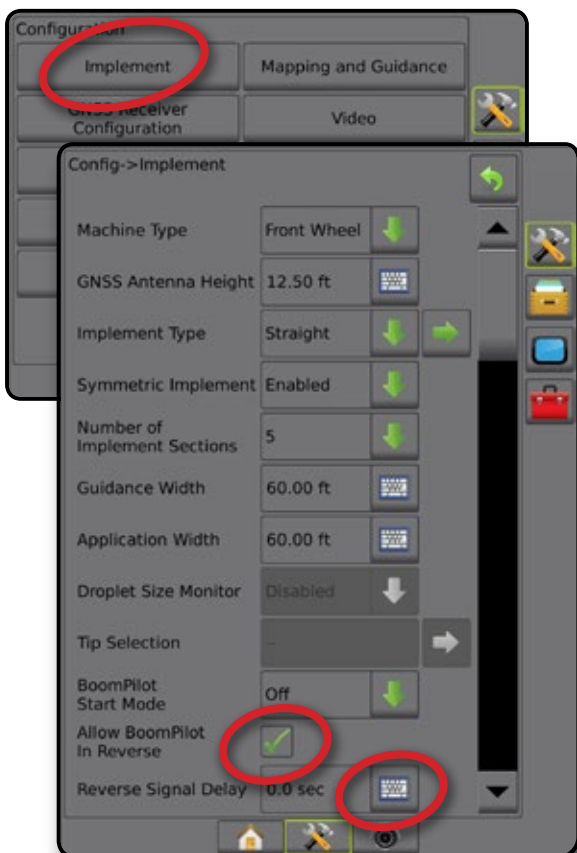 Configuration
Implement
Mapping and Guidance
GNSS Receiver
Configuration
Video
Config->Implement
Machine Type
Front Wheel
GNSS Antenna Height
12.50 ft
Implement Type
Straight
Symmetric Implement
Enabled
Number of
Implement Sections
5
Guidance Width
60.00 ft
Application Width
60.00 ft
Droplet Size Monitor
Disabled
Tip Selection
--
BoomPilot
Start Mode
Off
Allow BoomPilot
In Reverse
Reverse Signal Delay
0.0 sec